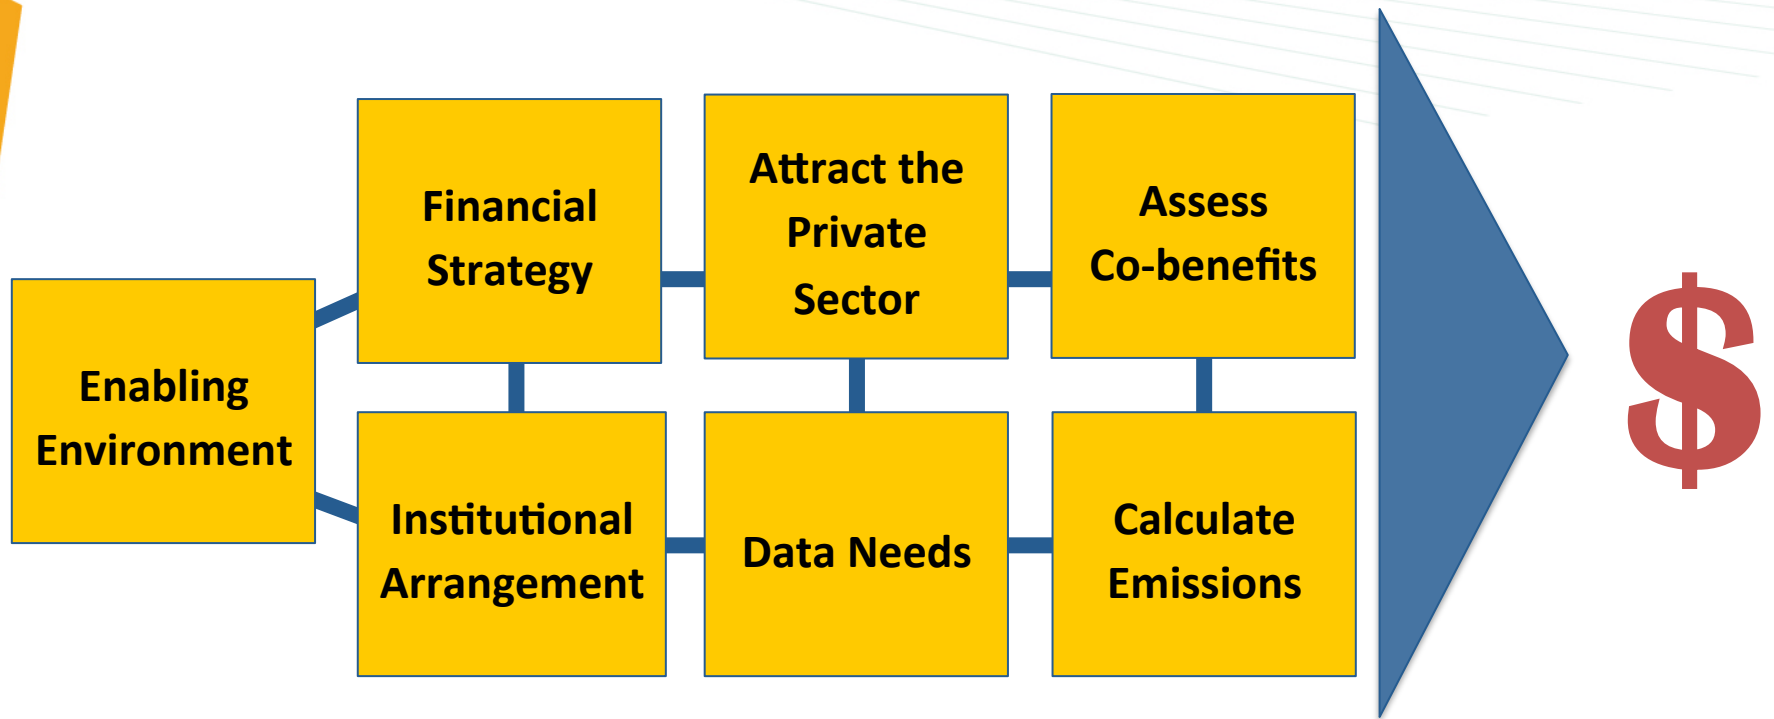 Enabling
Environment
Financial
Strategy
Institutional
Arrangement
Attract the
Private
Sector
Data Needs
Assess
Co-benefits
Calculate
Emissions
$